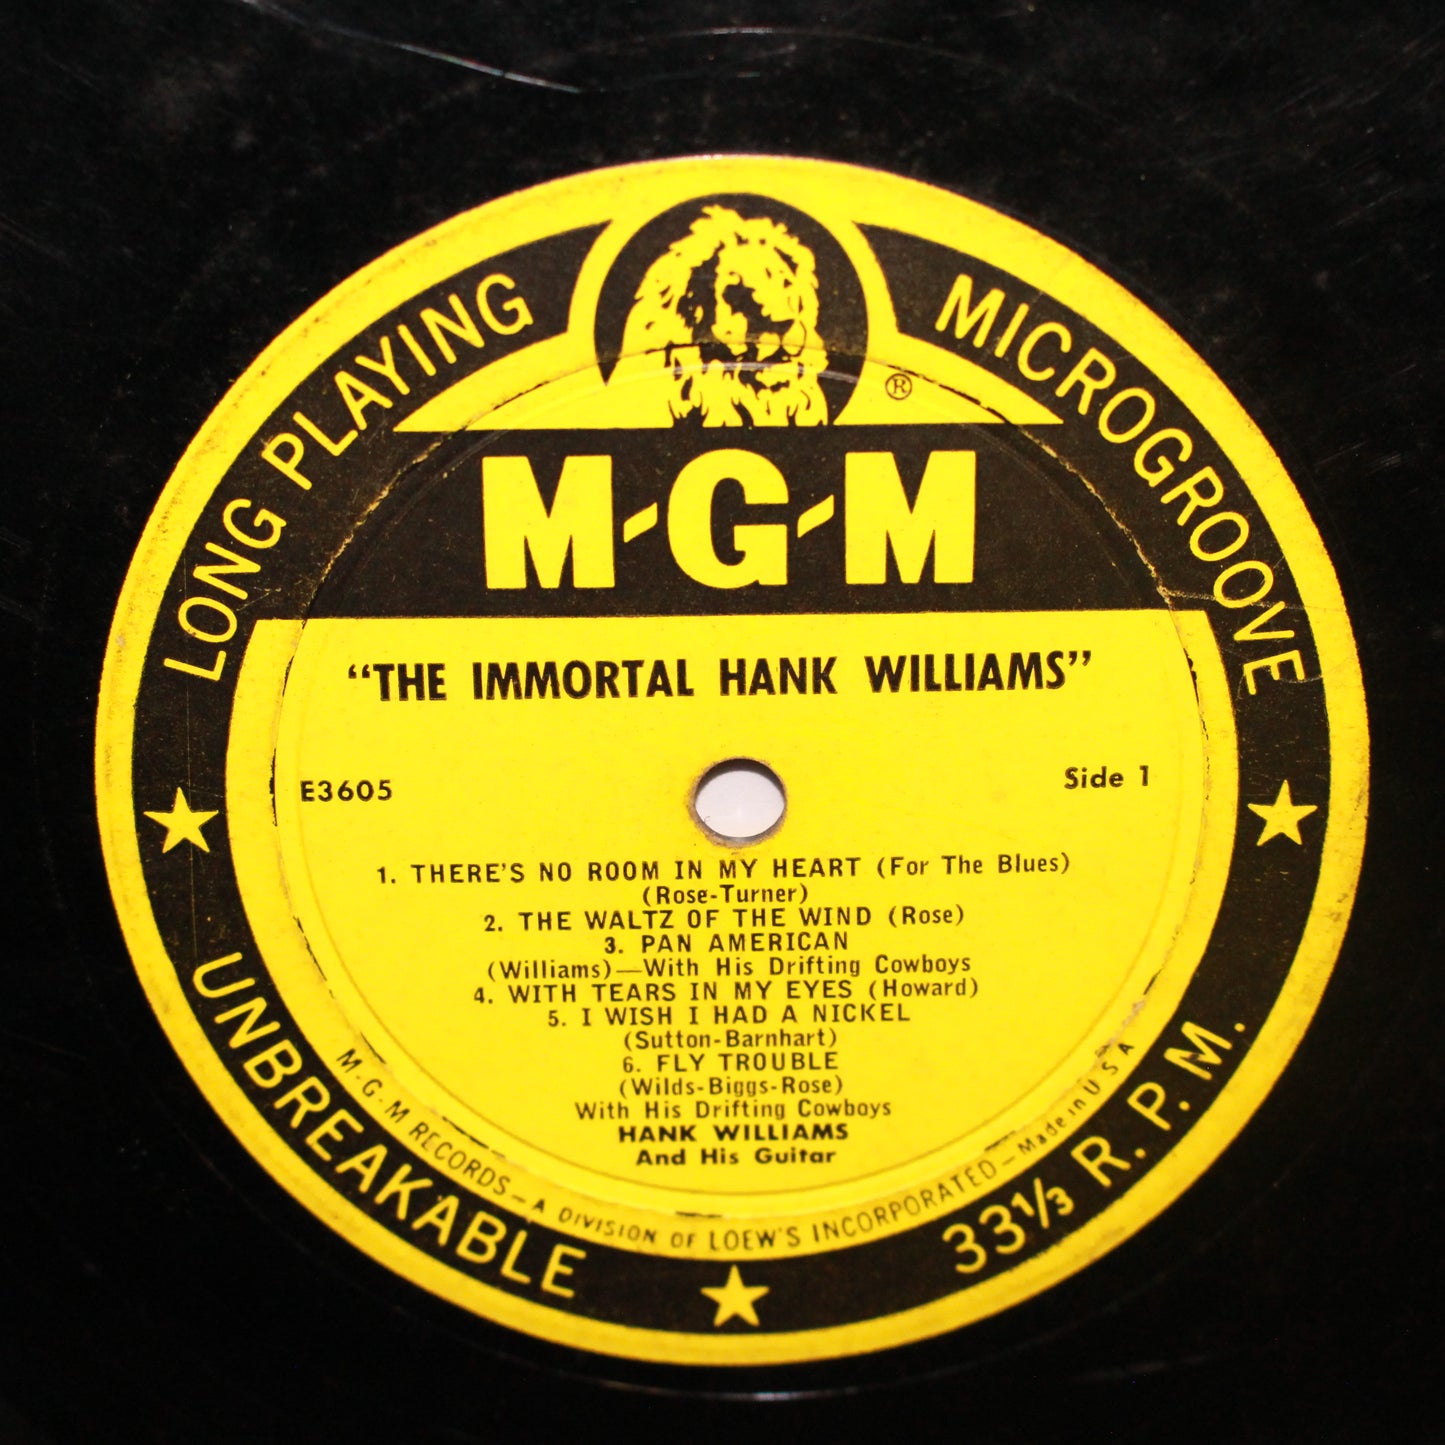 LONG PLAYING
MICROGROOVE
®
M-G-M
“THE IMMORTAL HANK WILLIAMS”
E3605
Side 1
1. THERE'S NO ROOM IN MY HEART (For The Blues)
(Rose-Turner)
2. THE WALTZ OF THE WIND (Rose)
3. PAN AMERICAN
(Williams)—With His Drifting Cowboys
4. WITH TEARS IN MY EYES (Howard)
5. I WISH I HAD A NICKEL
(Sutton-Barnhart)
6. FLY TROUBLE
(Wilds-Biggs-Rose)
With His Drifting Cowboys
HANK WILLIAMS
And His Guitar
M-G-M RECORDS—A DIVISION OF LOEW'S INCORPORATED—Made in U S A
UNBREAKABLE
33⅓ R. P. M.